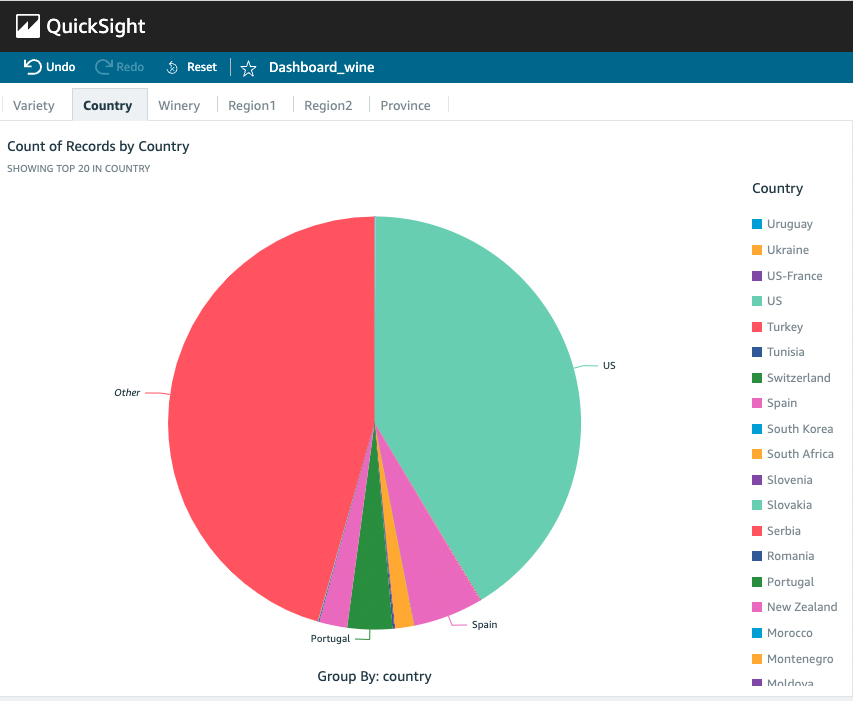 QuickSight
Undo Redo Reset Dashboard_wine
Variety Country Winery Region1 Region2 Province
Count of Records by Country
SHOWING TOP 20 IN COUNTRY
Country
Uruguay
Ukraine
US-France
US
Turkey
Tunisia
Switzerland
Spain
South Korea
South Africa
Slovenia
Slovakia
Serbia
Romania
Portugal
New Zealand
Morocco
Montenegro
Moldova
US
Other
Spain
Portugal
Group By: country